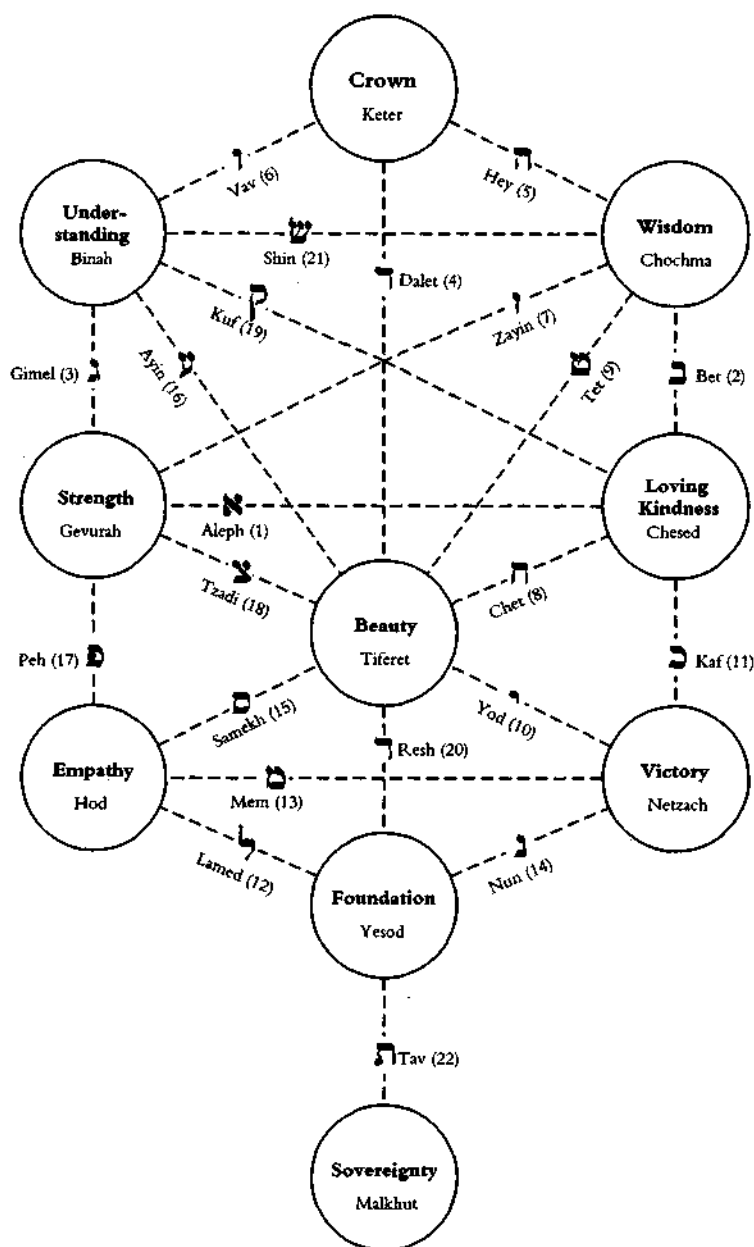 Crown
Keter
ו
Vav (6)
ה
Hey (5)
Under-
standing
Binah
Wisdom
Chochma
ש
Shin (21)
ד
Dalet (4)
ק
Kuf (19)
ז
Zayin (7)
ע
Ayin (16)
ט
Tet (9)
Gimel (3)
ג
ב
Bet (2)
Strength
Gevurah
Loving
Kindness
Chesed
א
Aleph (1)
צ
Tzadi (18)
ח
Chet (8)
Beauty
Tiferet
Peh (17)
פ
כ
Kaf (11)
ס
Samekh (15)
י
Yod (10)
ר
Resh (20)
Empathy
Hod
Victory
Netzach
מ
Mem (13)
ל
Lamed (12)
נ
Nun (14)
Foundation
Yesod
ת
Tav (22)
Sovereignty
Malkhut